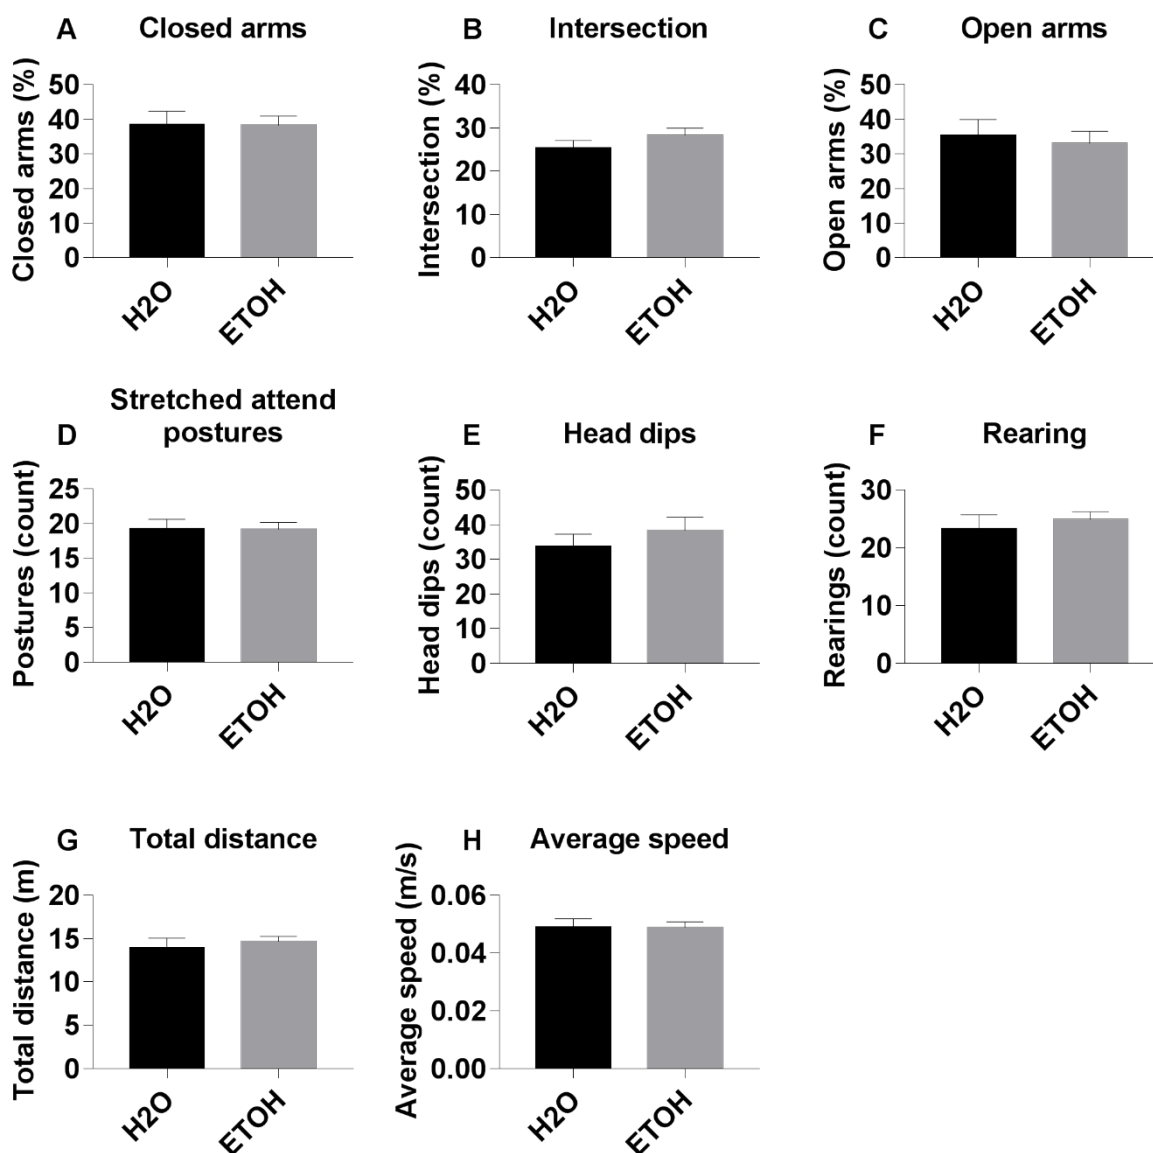 A Closed arms
Closed arms (%)
50
40
30
20
10
0
H2O
ETOH
B Intersection
Intersection (%)
40
30
20
10
0
H2O
ETOH
C Open arms
Open arms (%)
50
40
30
20
10
0
H2O
ETOH
D Stretched attend
postures
Postures (count)
25
20
15
10
5
0
H2O
ETOH
E Head dips
Head dips (count)
50
40
30
20
10
0
H2O
ETOH
F Rearing
Rearings (count)
30
20
10
0
H2O
ETOH
G Total distance
Total distance (m)
20
15
10
5
0
H2O
ETOH
H Average speed
Average speed (m/s)
0.06
0.04
0.02
0.00
H2O
ETOH